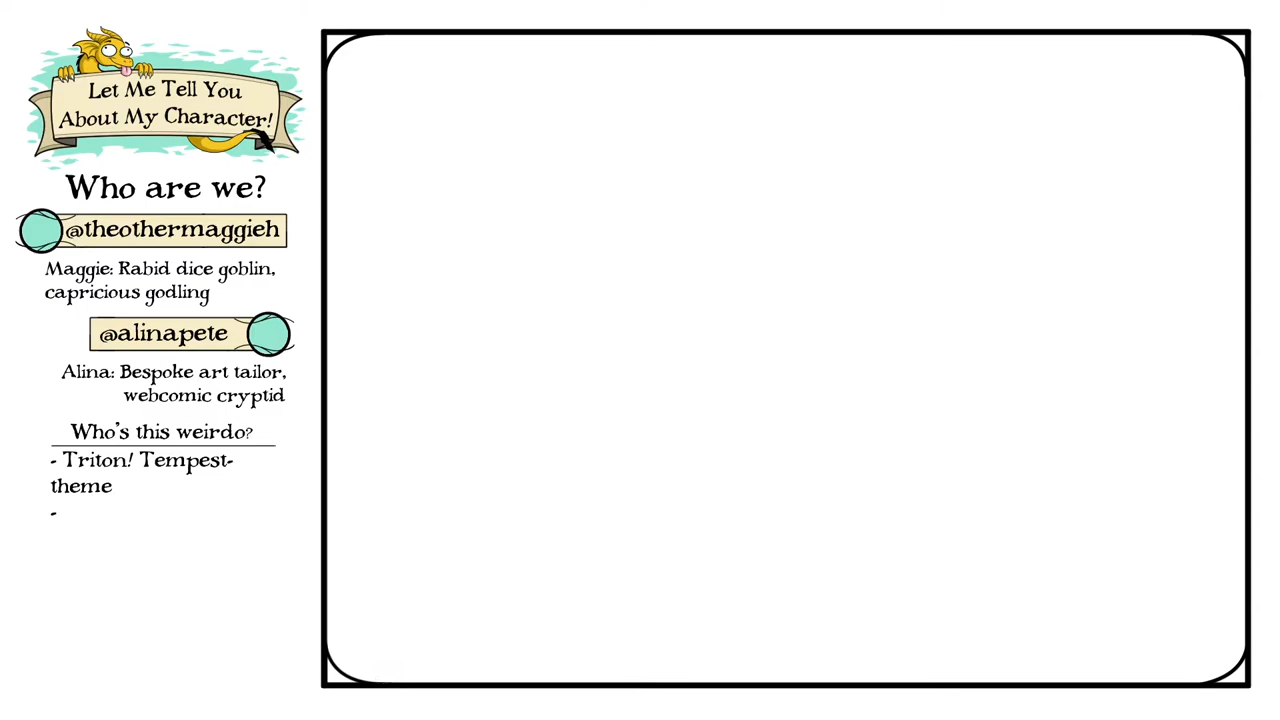 Let Me Tell You
About My Character!
Who are we?
@theothermaggieh
Maggie: Rabid dice goblin,
capricious godling
@alinapete
Alina: Bespoke art tailor,
webcomic cryptid
Who's this weirdo?
- Triton! Tempest-
theme
-